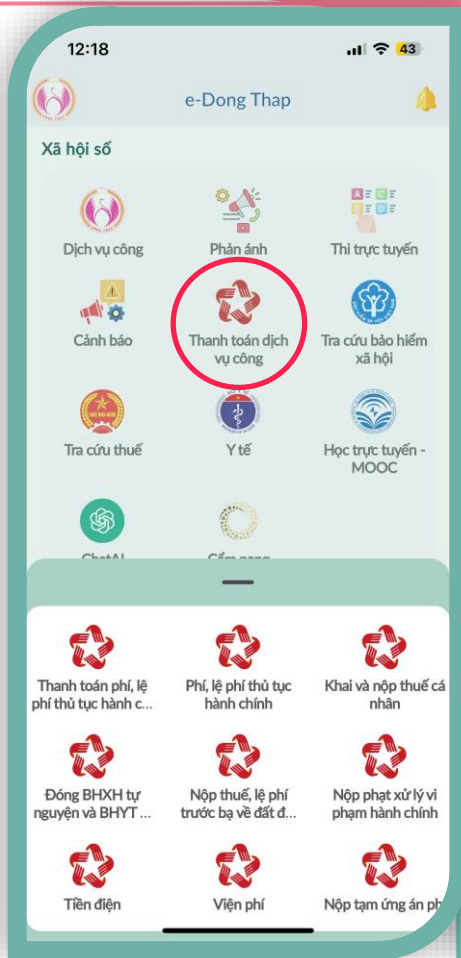 12:18
43
e-Dong Thap
Xã hội số
Dịch vụ công
Phản ánh
Thi trực tuyến
Cảnh báo
Thanh toán dịch
vụ công
Tra cứu bảo hiểm
xã hội
Tra cứu thuế
Y tế
Học trực tuyến -
MOOC
ChatAI
Cẩm nang
Thanh toán phí, lệ
phí thủ tục hành c...
Phí, lệ phí thủ tục
hành chính
Khai và nộp thuế cá
nhân
Đóng BHXH tự
nguyện và BHYT ...
Nộp thuế, lệ phí
trước bạ về đất đ...
Nộp phạt xử lý vi
phạm hành chính
Tiền điện
Viện phí
Nộp tạm ứng án ph